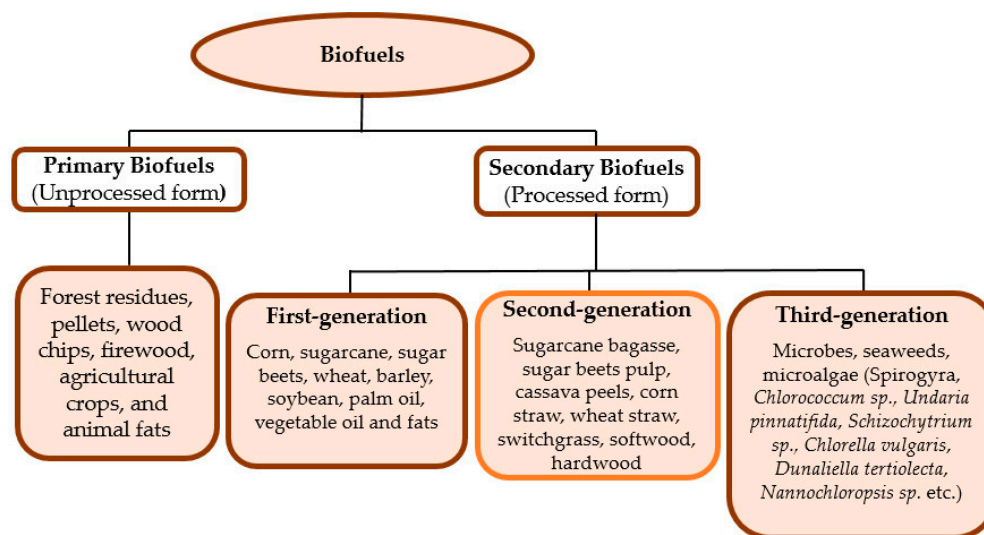 Biofuels
Primary Biofuels
(Unprocessed form)
Secondary Biofuels
(Processed form)
Forest residues,
pellets, wood
chips, firewood,
agricultural
crops, and
animal fats
First-generation
Corn, sugarcane, sugar
beets, wheat, barley,
soybean, palm oil,
vegetable oil and fats
Second-generation
Sugarcane bagasse,
sugar beets pulp,
cassava peels, corn
straw, wheat straw,
switchgrass, softwood,
hardwood
Third-generation
Microbes, seaweeds,
microalgae (Spirogyra,
Chlorococcum sp., Undaria
pinnatifida, Schizochytrium
sp., Chlorella vulgaris,
Dunaliella tertiolecta,
Nannochloropsis sp. etc.)